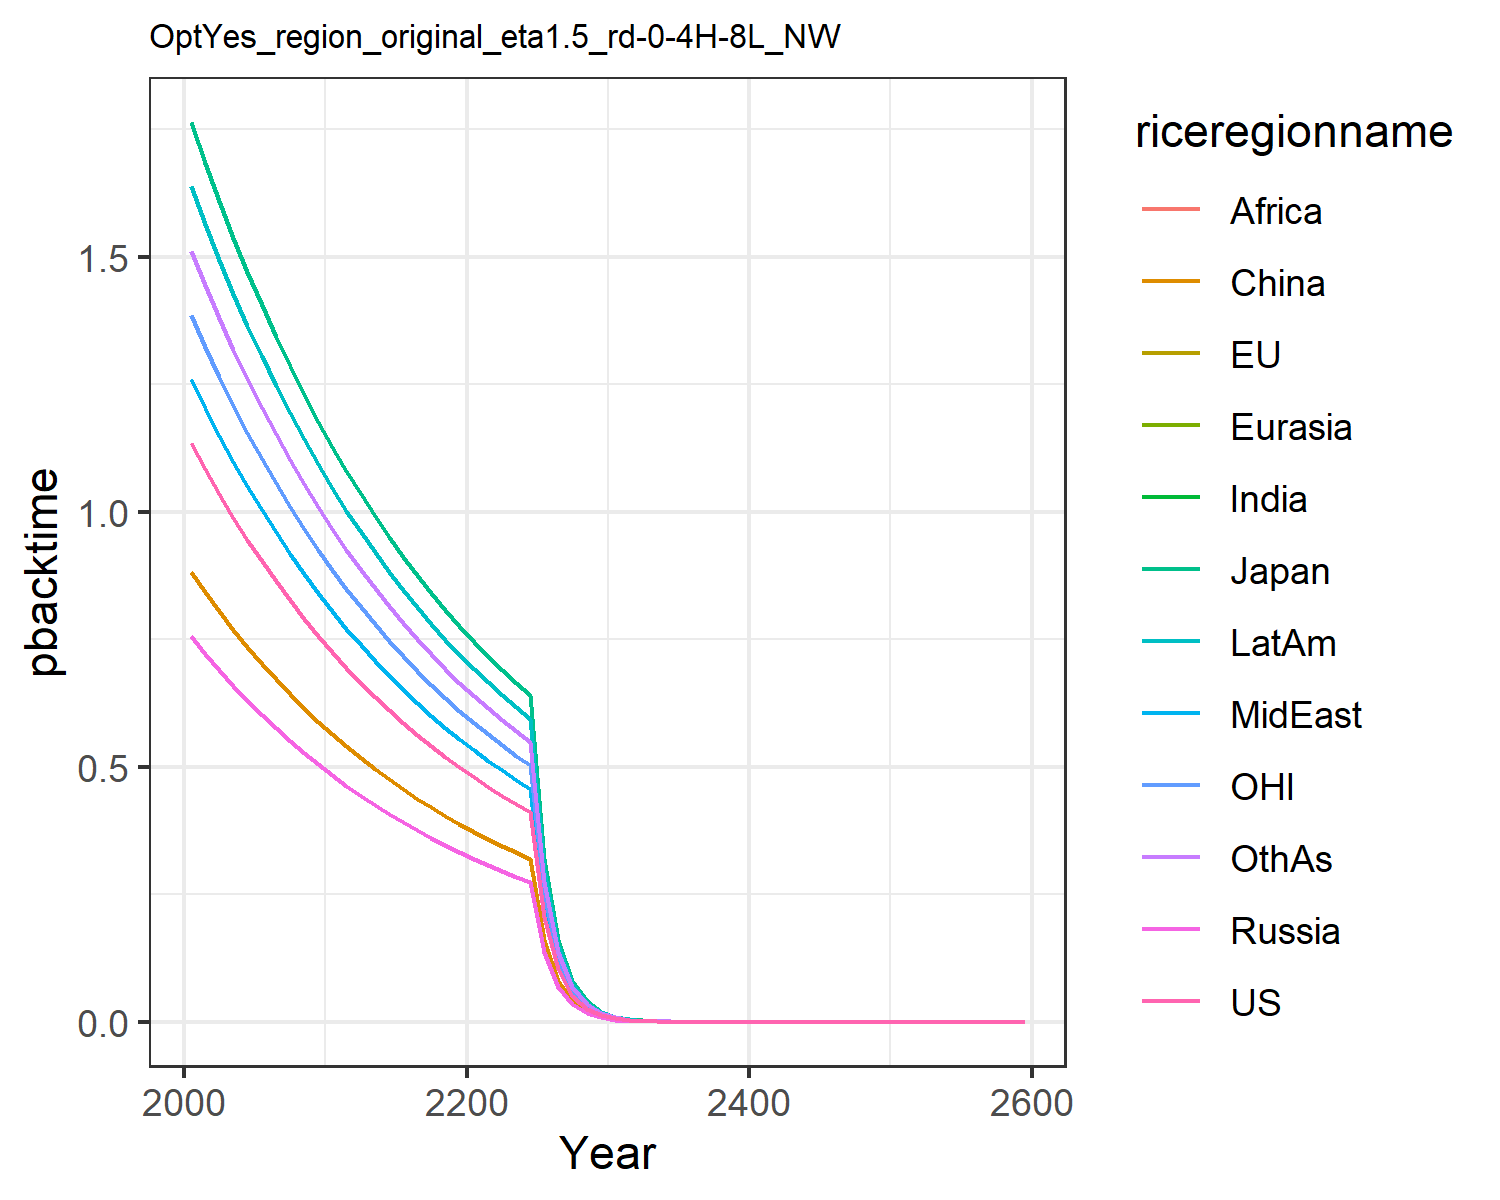 OptYes_region_original_eta1.5_rd-0-4H-8L_NW
pbacktime
1.5
1.0
0.5
0.0
2000
2200
2400
2600
Year
riceregionname
Africa
China
EU
Eurasia
India
Japan
LatAm
MidEast
OHI
OthAs
Russia
US